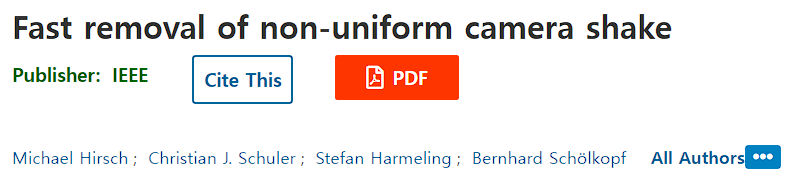 Fast removal of non-uniform camera shake
Publisher: IEEE Cite This PDF
Michael Hirsch ; Christian J. Schuler ; Stefan Harmeling ; Bernhard Schölkopf All Authors •••